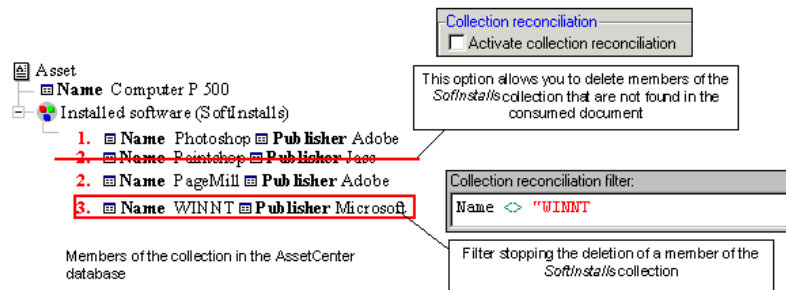 Collection reconciliation
Activate collection reconciliation
Asset
Name Computer P 500
Installed software (SoftInstalls)
This option allows you to delete members of the
SofInstalls collection that are not found in the
consumed document
1. Name Photoshop Publisher Adobe
2. Name Paintshop Publisher Jasc
2. Name PageMill Publisher Adobe
3. Name WINNT Publisher Microsoft
Collection reconciliation filter:
Name <> "WINNT
Members of the collection in the AssetCenter
database
Filter stopping the deletion of a member of the
SoftInstalls collection